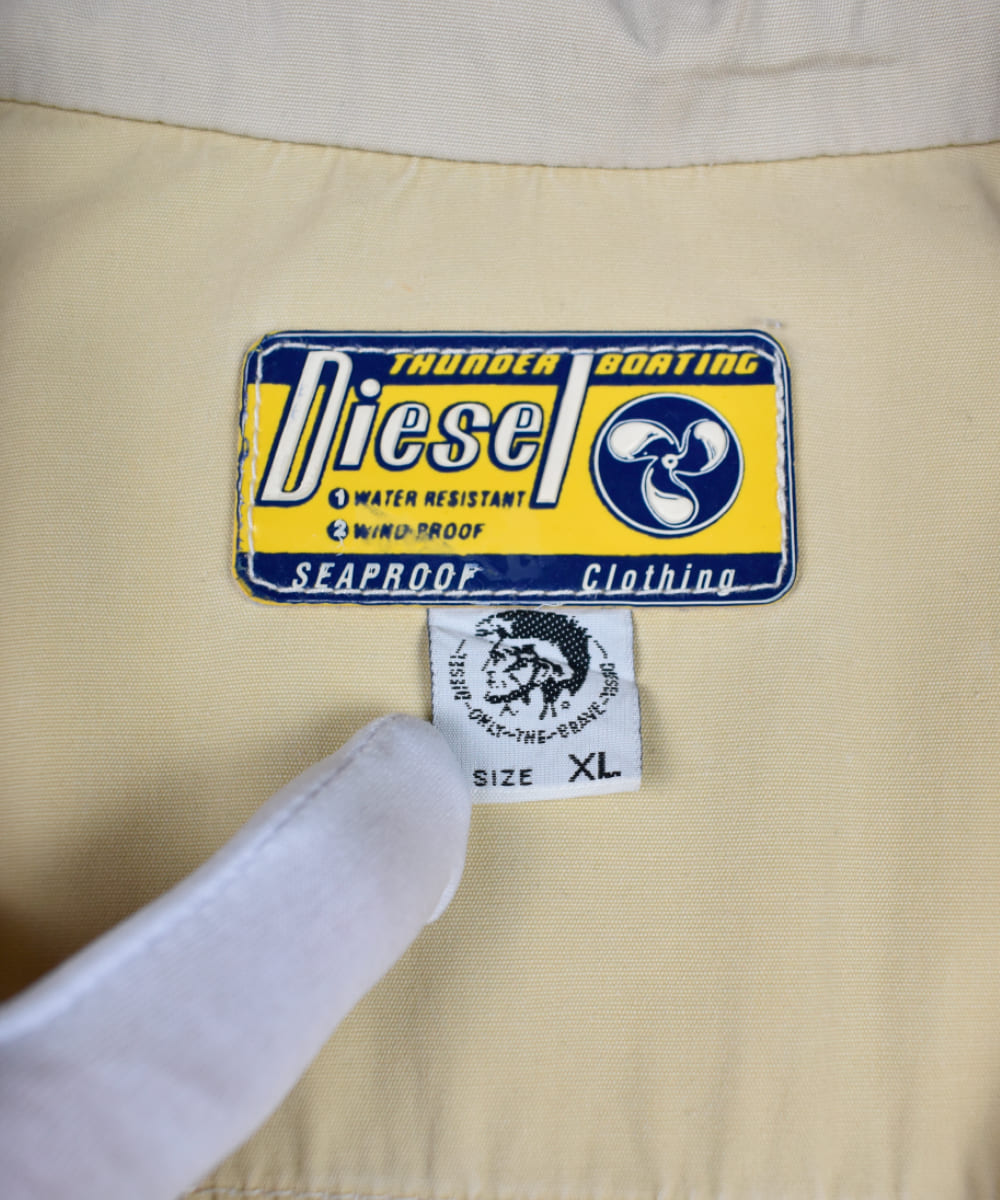 THUNDER BOATING
Diesel
1 WATER RESISTANT
2 WIND PROOF
SEAPROOF Clothing
DIESEL ONLY THE BRAVE
SIZE XL